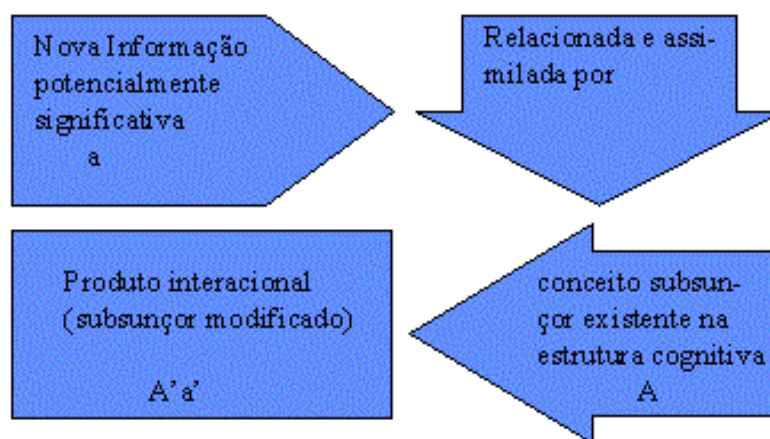 Nova Informação
potencialmente
significativa
a
Relacionada e assi-
milada por
conceito subsun-
çor existente na
estrutura cognitiva
A
Produto interacional
(subsunçor modificado)
A'a'